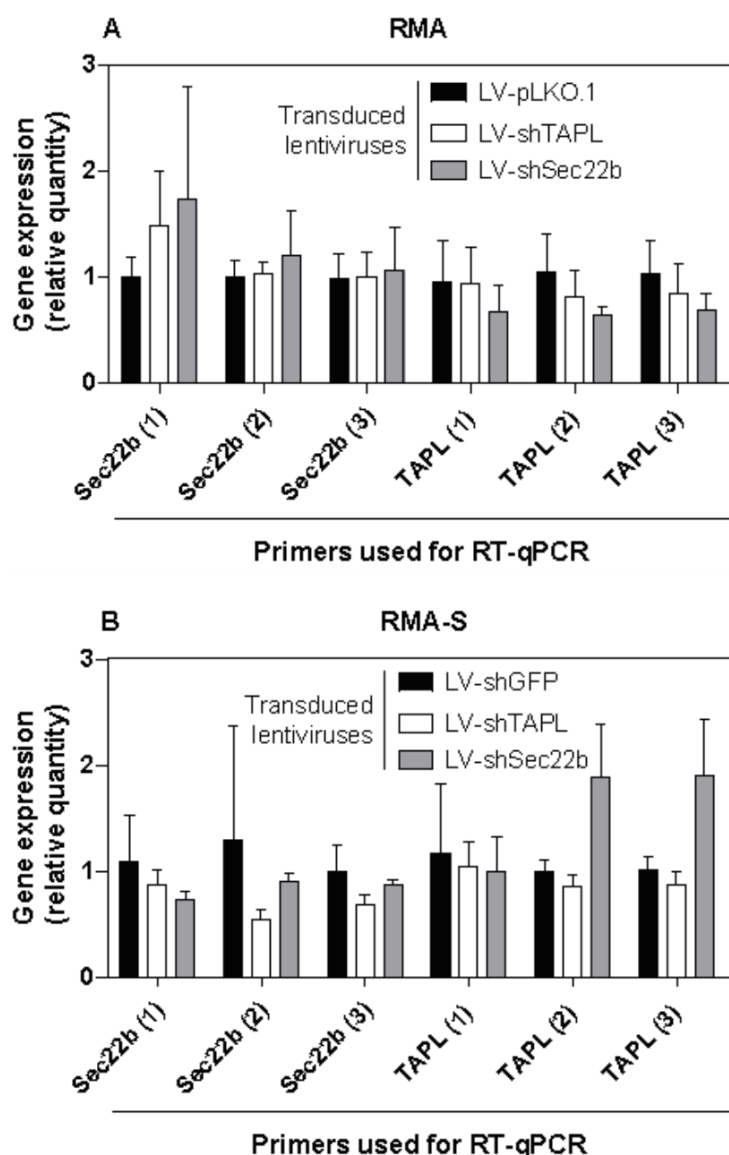 A RMA
Gene expression
(relative quantity)
3
2
1
0
Transduced
lentiviruses
LV-pLKO.1
LV-shTAPL
LV-shSec22b
Sec22b (1)
Sec22b (2)
Sec22b (3)
TAPL (1)
TAPL (2)
TAPL (3)
Primers used for RT-qPCR
B RMA-S
Gene expression
(relative quantity)
3
2
1
0
Transduced
lentiviruses
LV-shGFP
LV-shTAPL
LV-shSec22b
Sec22b (1)
Sec22b (2)
Sec22b (3)
TAPL (1)
TAPL (2)
TAPL (3)
Primers used for RT-qPCR